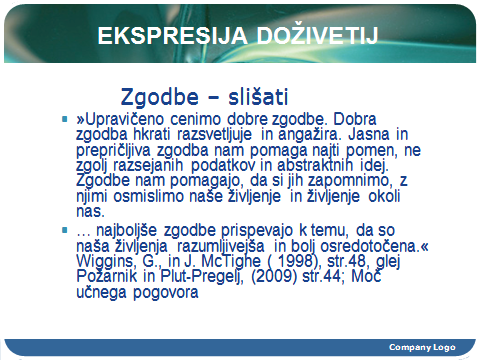 EKSPRESIJA DOŽIVETIJ
Zgodbe – slišati
»Upravičeno cenimo dobre zgodbe. Dobra
zgodba hkrati razsvetljuje in angažira. Jasna in
prepričljiva zgodba nam pomaga najti pomen, ne
zgolj razsejanih podatkov in abstraktnih idej.
Zgodbe nam pomagajo, da si jih zapomnimo, z
njimi osmislimo naše življenje in življenje okoli
nas.
… najboljše zgodbe prispevajo k temu, da so
naša življenja razumljivejša in bolj osredotočena.«
Wiggins, G., in J. McTighe ( 1998), str.48, glej
Požarnik in Plut-Pregelj, (2009) str.44; Moč
učnega pogovora
Company Logo